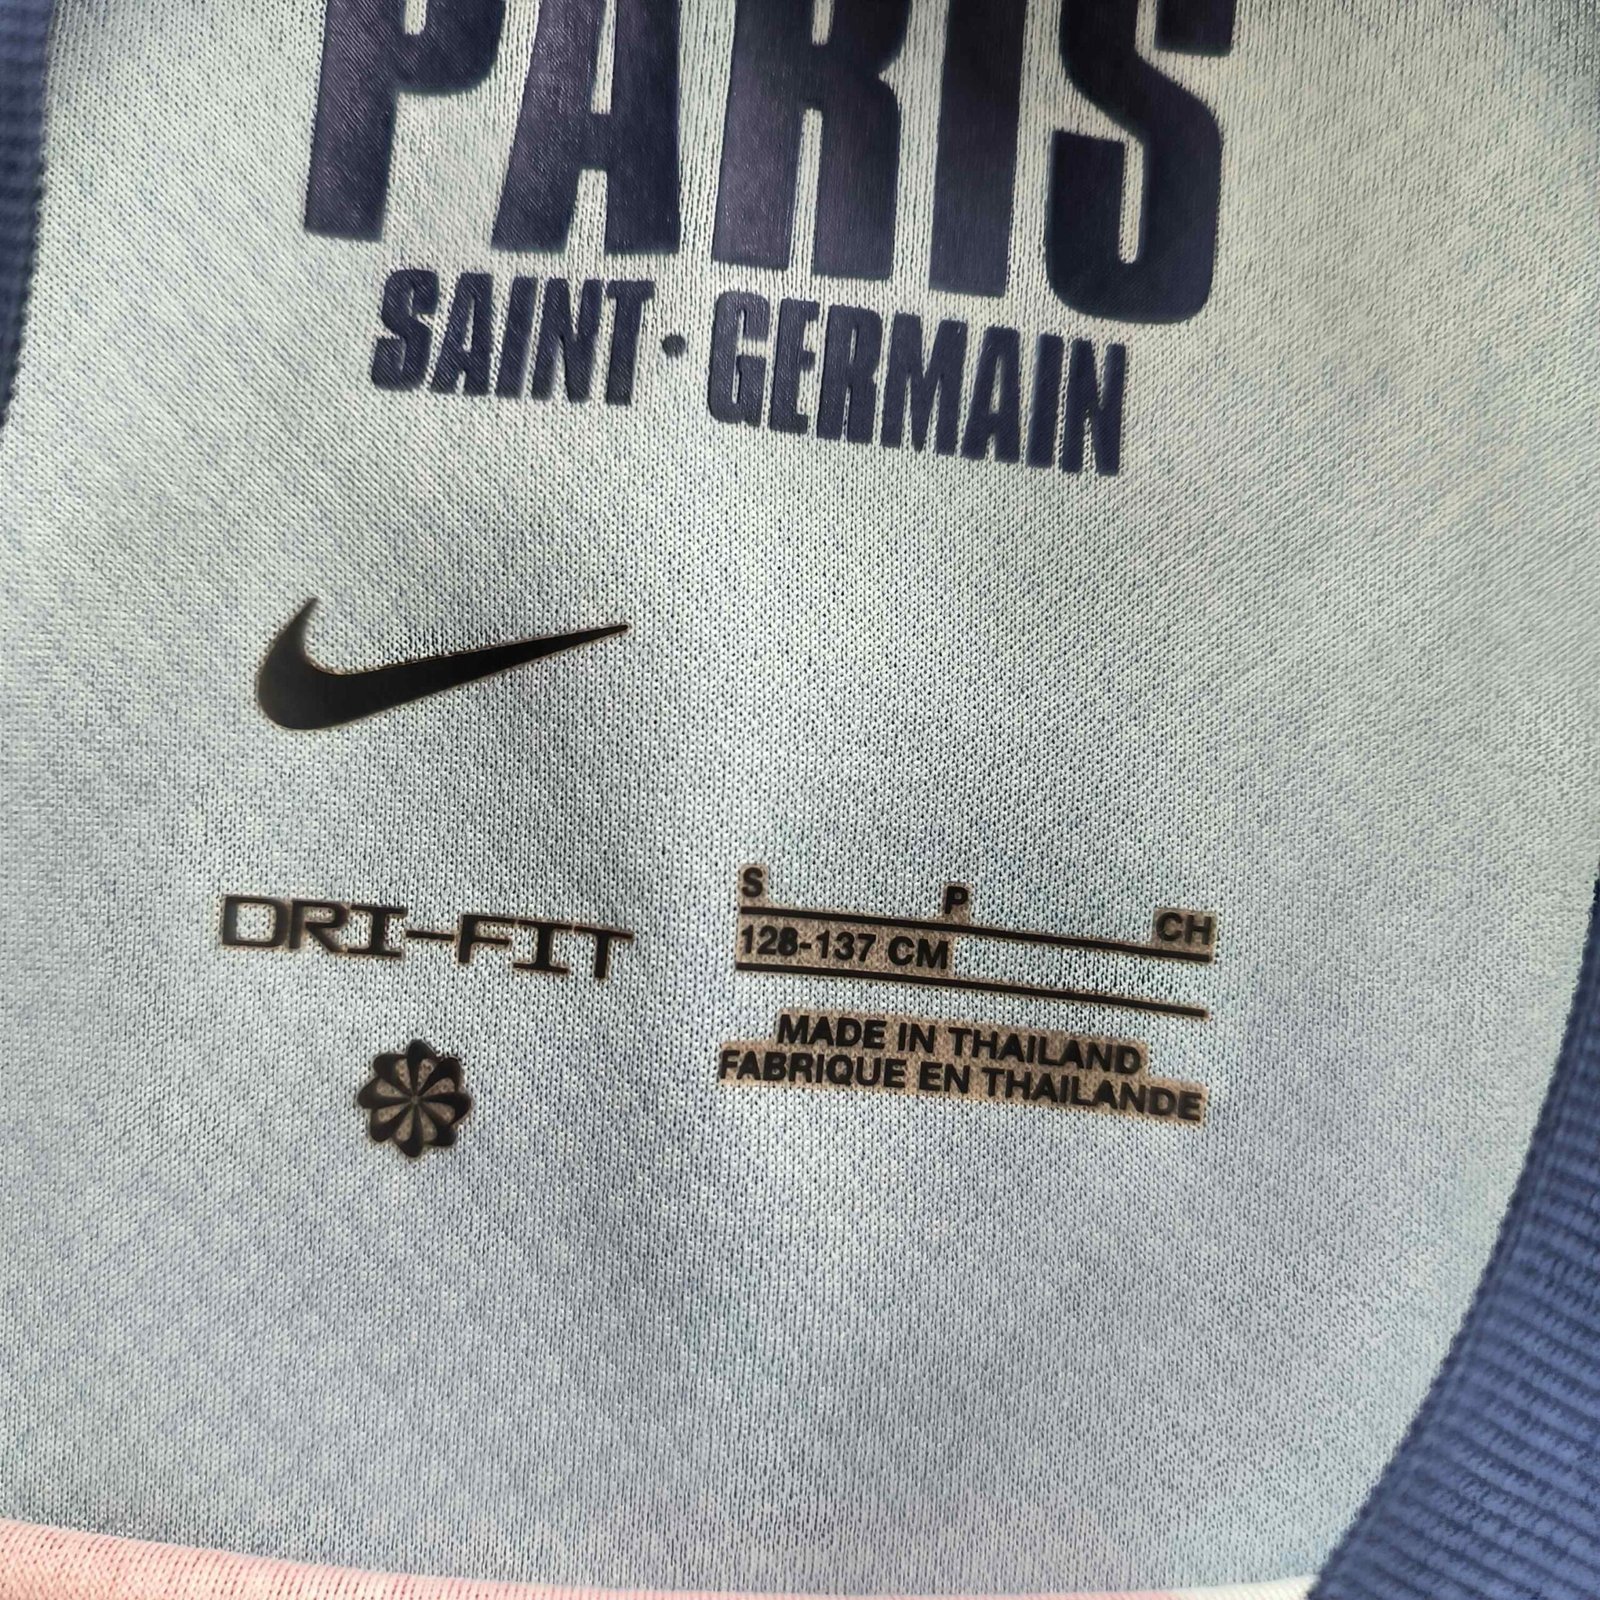 PARIS
SAINT·GERMAIN
DRI-FIT
S P CH
128-137 CM
MADE IN THAILAND
FABRIQUE EN THAILANDE